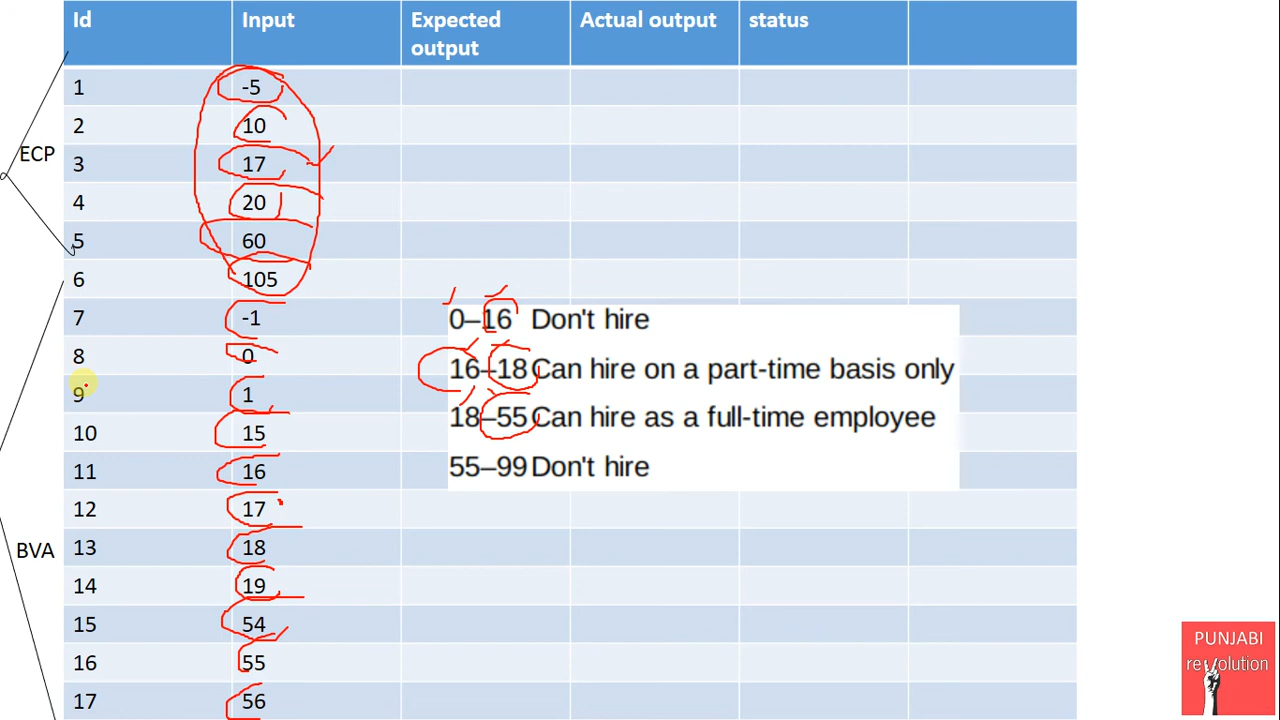 Id Input Expected output Actual output status
1 -5
2 10
ECP
3 17
4 20
5 60
6 105
7 -1
8 0
9 1
10 15
11 16
12 17
BVA
13 18
14 19
15 54
16 55
17 56
0–16 Don't hire
16–18 Can hire on a part-time basis only
18–55 Can hire as a full-time employee
55–99 Don't hire
PUNJABI
revolution